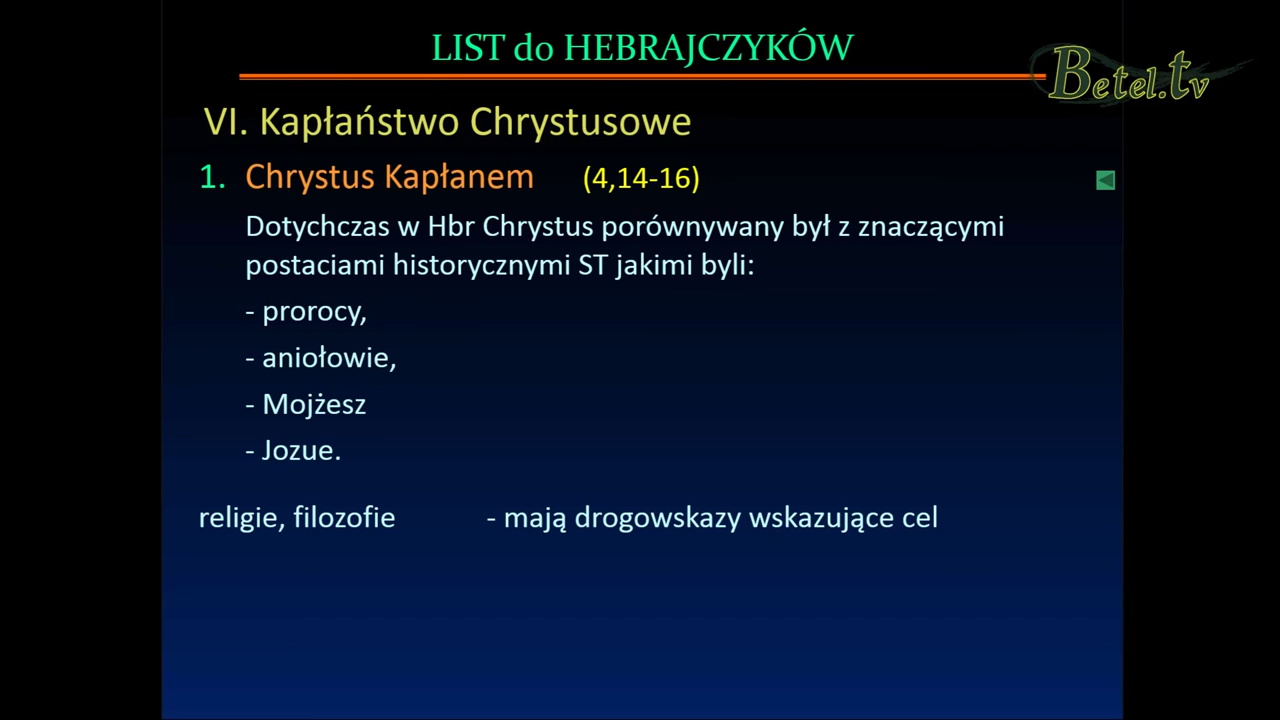 LIST do HEBRAJCZYKÓW
Betel.tv
VI. Kapłaństwo Chrystusowe
1. Chrystus Kapłanem (4,14-16)
Dotychczas w Hbr Chrystus porównywany był z znaczącymi
postaciami historycznymi ST jakimi byli:
- prorocy,
- aniołowie,
- Mojżesz
- Jozue.
religie, filozofie - mają drogowskazy wskazujące cel